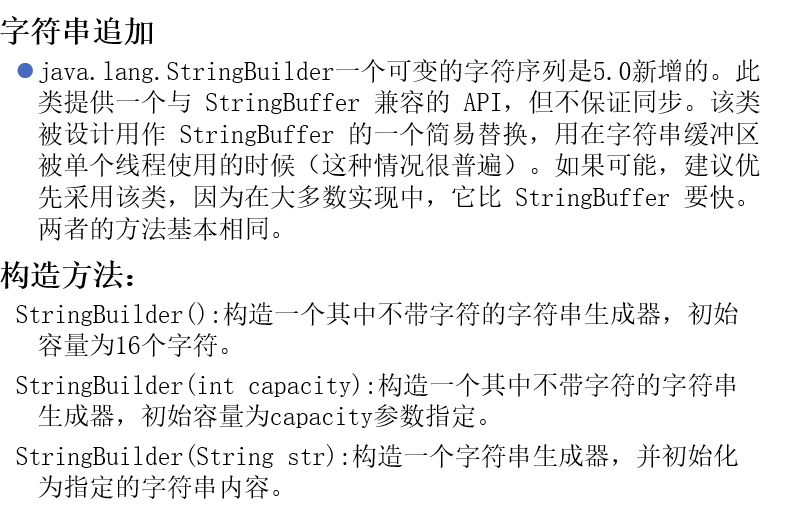 字符串追加
java.lang.StringBuilder一个可变的字符序列是5.0新增的。此
类提供一个与 StringBuffer 兼容的 API，但不保证同步。该类
被设计用作 StringBuffer 的一个简易替换，用在字符串缓冲区
被单个线程使用的时候（这种情况很普遍）。如果可能，建议优
先采用该类，因为在大多数实现中，它比 StringBuffer 要快。
两者的方法基本相同。
构造方法：
StringBuilder():构造一个其中不带字符的字符串生成器，初始
容量为16个字符。
StringBuilder(int capacity):构造一个其中不带字符的字符串
生成器，初始容量为capacity参数指定。
StringBuilder(String str):构造一个字符串生成器，并初始化
为指定的字符串内容。